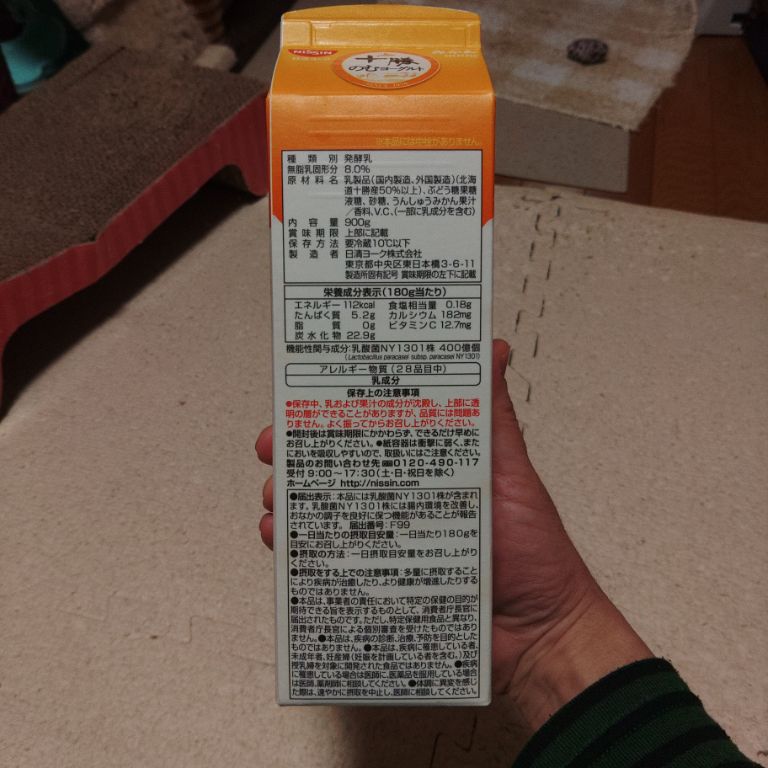 NISSIN
十勝
のむヨーグルト
※本品には中栓がありません。
種類別 発酵乳
無脂乳固形分 8.0%
原材料名 乳製品(国内製造、外国製造)(北海
道十勝産50%以上)、ぶどう糖果糖
液糖、砂糖、うんしゅうみかん果汁
/香料、V.C、(一部に乳成分を含む)
内容量 900g
賞味期限 上部に記載
保存方法 要冷蔵10℃以下
製造者 日清ヨーク株式会社
東京都中央区東日本橋3-6-11
製造所固有記号 賞味期限の左下に記載
栄養成分表示(180g当たり)
エネルギー 112kcal 食塩相当量 0.18g
たんぱく質 5.2g カルシウム 182mg
脂質 0g ビタミンC 12.7mg
炭水化物 22.9g
機能性関与成分:乳酸菌NY1301株 400億個
(Lactobacillus paracasei subsp. paracasei NY1301)
アレルギー物質(28品目中)
乳成分
保存上の注意事項
●保存中、乳および果汁の成分が沈殿し、上部に透
明の層ができることがありますが、品質には問題あ
りません。よく振ってからお召し上がりください。
●開封後は賞味期限にかかわらず、できるだけ早めに
お召し上がりください。●紙容器は衝撃に弱く、また
においを吸収しやすいので、取扱いにはご注意ください。
製品のお問い合わせ先 0120-490-117
受付 9:00〜17:30(土・日・祝日を除く)
ホームページ http://nissin.com
●届出表示:本品には乳酸菌NY1301株が含まれ
ます。乳酸菌NY1301株には腸内環境を改善し、
おなかの調子を良好に保つ機能があることが報告
されています。 届出番号:F99
●一日当たりの摂取目安量:一日当たり180gを
目安にお召し上がりください。
●摂取の方法:一日摂取目安量をお召し上がり
ください。
●摂取をする上での注意事項:多量に摂取すること
により疾病が治癒したり、より健康が増進したりする
ものではありません。
●本品は、事業者の責任において特定の保健の目的が
期待できる旨を表示するものとして、消費者庁長官に
届出されたものです。ただし、特定保健用食品と異なり、
消費者庁長官による個別審査を受けたものではあり
ません。●本品は、疾病の診断、治療、予防を目的とした
ものではありません。●本品は、疾病に罹患している者、
未成年者、妊産婦(妊娠を計画している者を含む。)及び
授乳婦を対象に開発された食品ではありません。●疾病
に罹患している場合は医師に、医薬品を服用している場合
は医師、薬剤師に相談してください。●体調に異変を感じ
た際は、速やかに摂取を中止し、医師に相談してください。